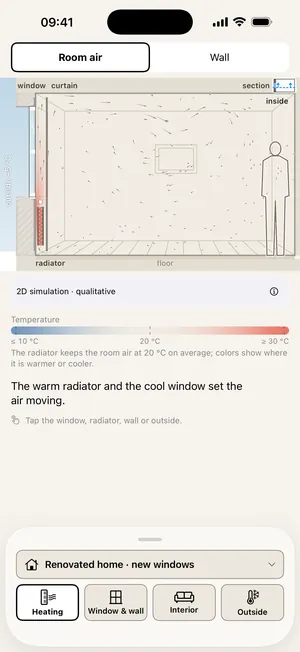 09:41
Room air
Wall
window
curtain
section
inside
radiator
floor
2D simulation · qualitative
Temperature
≤ 10 °C
20 °C
≥ 30 °C
The radiator keeps the room air at 20 °C on average; colors show where
it is warmer or cooler.
The warm radiator and the cool window set the
air moving.
Tap the window, radiator, wall or outside.
Renovated home · new windows
Heating
Window & wall
Interior
Outside